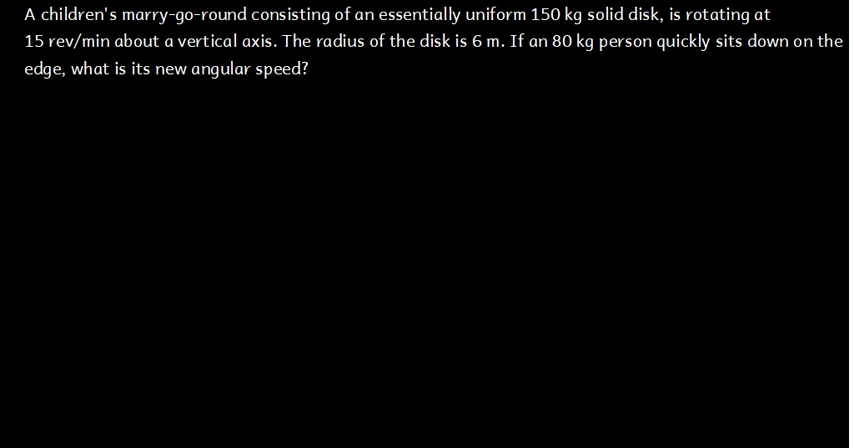 A children's marry-go-round consisting of an essentially uniform 150 kg solid disk, is rotating at
15 rev/min about a vertical axis. The radius of the disk is 6 m. If an 80 kg person quickly sits down on the
edge, what is its new angular speed?